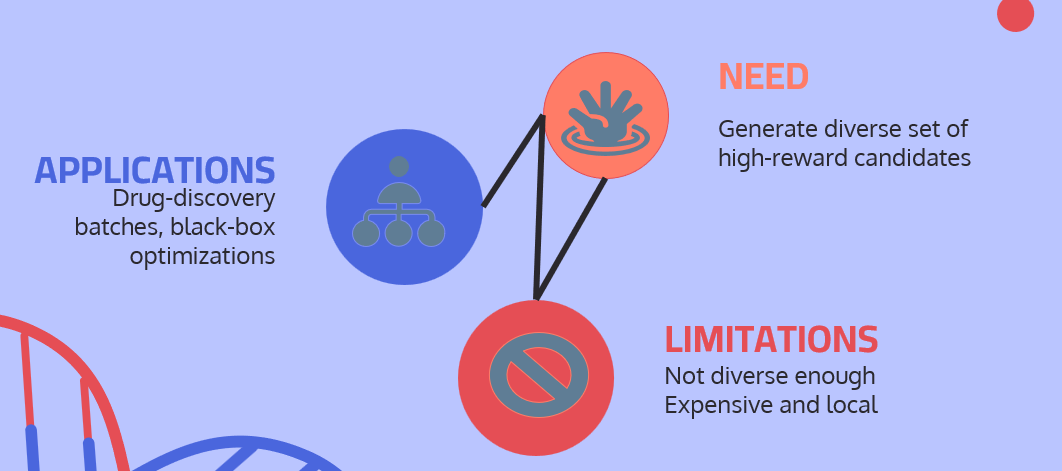 NEED
Generate diverse set of
high-reward candidates
APPLICATIONS
Drug-discovery
batches, black-box
optimizations
LIMITATIONS
Not diverse enough
Expensive and local